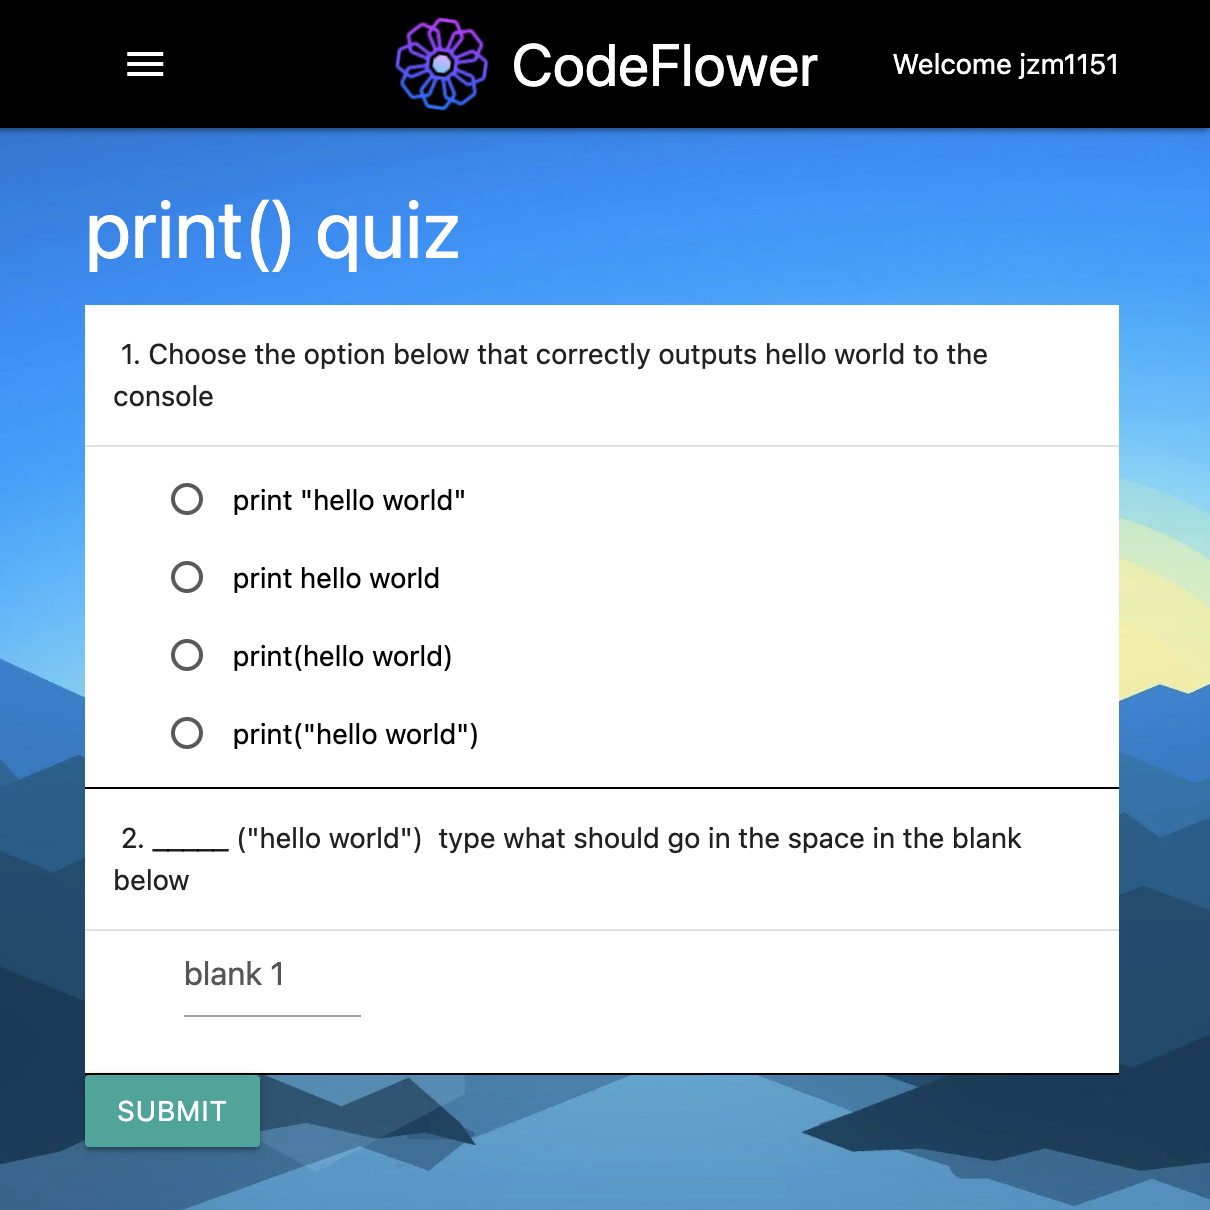 CodeFlower
Welcome jzm1151
print() quiz
1. Choose the option below that correctly outputs hello world to the
console
print "hello world"
print hello world
print(hello world)
print("hello world")
2. _____ ("hello world")  type what should go in the space in the blank
below
blank 1
SUBMIT